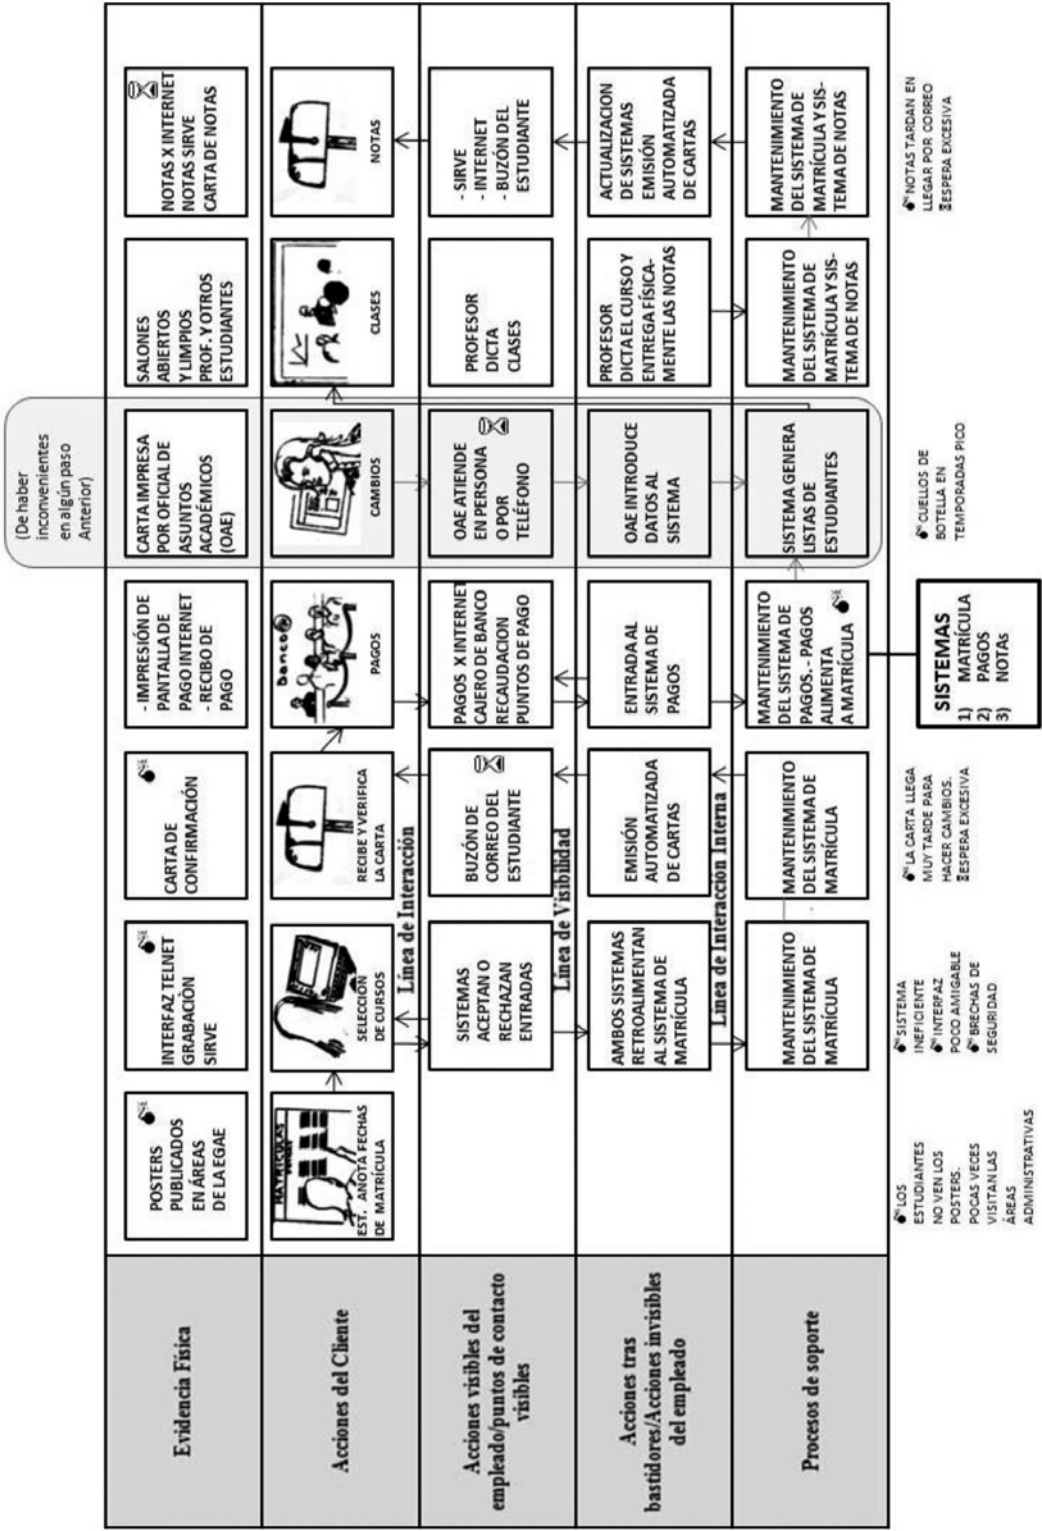 Evidencia Física
POSTERS
PUBLICADOS
EN ÁREAS
DE LA EGAE
INTERFAZ TELNET
GRABACIÒN
SIRVE
CARTA DE
CONFIRMACIÓN
- IMPRESIÓN DE
PANTALLA DE
PAGO INTERNET
- RECIBO DE
PAGO
(De haber
inconvenientes
en algún paso
Anterior)
CARTA IMPRESA
POR OFICIAL DE
ASUNTOS
ACADÉMICOS
(OAE)
SALONES
ABIERTOS
Y LIMPIOS
PROF. Y OTROS
ESTUDIANTES
NOTAS X INTERNET
NOTAS SIRVE
CARTA DE NOTAS
Acciones del Cliente
MATRICULAS
EST. ANOTA FECHAS
DE MATRÍCULA
SELECCION
DE CURSOS
RECIBE Y VERIFICA
LA CARTA
banco
PAGOS
CAMBIOS
CLASES
NOTAS
Línea de Interacción
Acciones visibles del
empleado/puntos de contacto
visibles
SISTEMAS
ACEPTAN O
RECHAZAN
ENTRADAS
BUZÓN DE
CORREO DEL
ESTUDIANTE
PAGOS X INTERNET
CAJERO DE BANCO
RECAUDACION
PUNTOS DE PAGO
OAE ATIENDE
EN PERSONA
O POR
TELÉFONO
PROFESOR
DICTA
CLASES
- SIRVE
- INTERNET
- BUZÓN DEL
ESTUDIANTE
Línea de Visibilidad
Acciones tras
bastidores/Acciones invisibles
del empleado
AMBOS SISTEMAS
RETROALIMENTAN
AL SISTEMA DE
MATRÍCULA
EMISIÓN
AUTOMATIZADA
DE CARTAS
ENTRADA AL
SISTEMA DE
PAGOS
OAE INTRODUCE
DATOS AL
SISTEMA
PROFESOR
DICTA EL CURSO Y
ENTREGA FÍSICA-
MENTE LAS NOTAS
ACTUALIZACION
DE SISTEMAS
EMISIÓN
AUTOMATIZADA
DE CARTAS
Línea de Interacción Interna
Procesos de soporte
MANTENIMIENTO
DEL SISTEMA DE
MATRÍCULA
MANTENIMIENTO
DEL SISTEMA DE
MATRÍCULA
MANTENIMIENTO
DEL SISTEMA DE
PAGOS. - PAGOS
ALIMENTA
A MATRÍCULA
SISTEMA GENERA
LISTAS DE
ESTUDIANTES
MANTENIMIENTO
DEL SISTEMA DE
MATRÍCULA Y SIS-
TEMA DE NOTAS
MANTENIMIENTO
DEL SISTEMA DE
MATRÍCULA Y SIS-
TEMA DE NOTAS
LOS
ESTUDIANTES
NO VEN LOS
POSTERS.
POCAS VECES
VISITAN LAS
ÁREAS
ADMINISTRATIVAS
SISTEMA
INEFICIENTE
INTERFAZ
POCO AMIGABLE
BRECHAS DE
SEGURIDAD
LA CARTA LLEGA
MUY TARDE PARA
HACER CAMBIOS.
ESPERA EXCESIVA
SISTEMAS
1) MATRÍCULA
2) PAGOS
3) NOTAs
CUELLOS DE
BOTELLA EN
TEMPORADAS PICO
NOTAS TARDAN EN
LLEGAR POR CORREO
ESPERA EXCESIVA